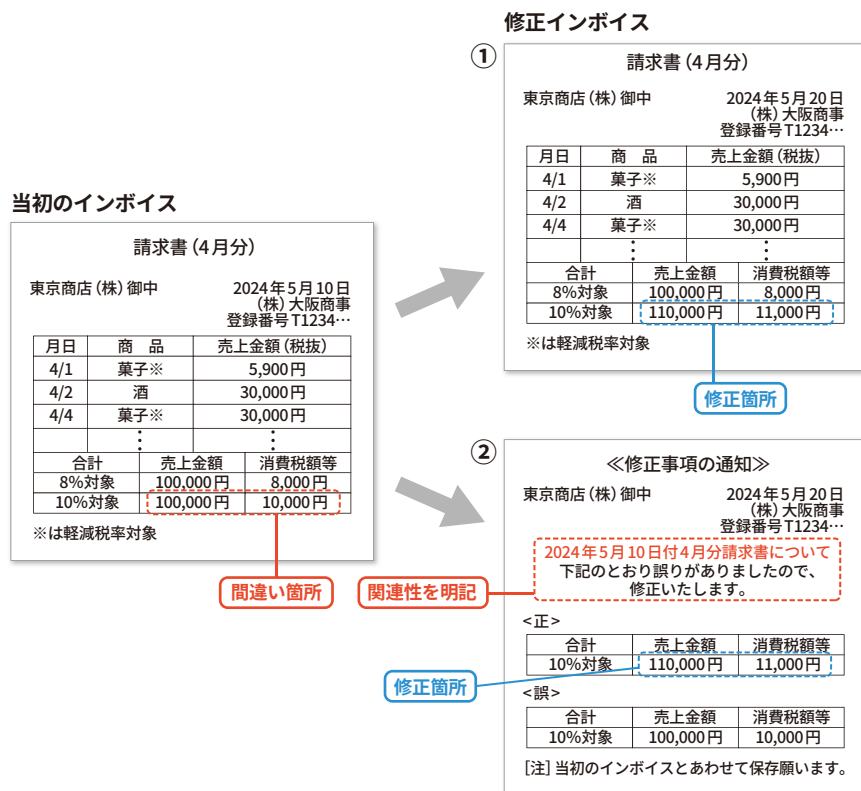 当初のインボイス
請求書（4月分）
東京商店（株）御中 2024年5月10日
（株）大阪商事
登録番号T1234…
月日 商　品 売上金額（税抜）
4/1 菓子※ 5,900円
4/2 酒 30,000円
4/4 菓子※ 30,000円
⋮ ⋮
合計 売上金額 消費税額等
8%対象 100,000円 8,000円
10%対象 100,000円 10,000円
※は軽減税率対象
間違い箇所
修正インボイス
①
請求書（4月分）
東京商店（株）御中 2024年5月20日
（株）大阪商事
登録番号T1234…
月日 商　品 売上金額（税抜）
4/1 菓子※ 5,900円
4/2 酒 30,000円
4/4 菓子※ 30,000円
⋮ ⋮
合計 売上金額 消費税額等
8%対象 100,000円 8,000円
10%対象 110,000円 11,000円
※は軽減税率対象
修正箇所
②
≪修正事項の通知≫
東京商店（株）御中 2024年5月20日
（株）大阪商事
登録番号T1234…
2024年5月10日付4月分請求書について
下記のとおり誤りがありましたので、
修正いたします。
関連性を明記
<正>
合計 売上金額 消費税額等
10%対象 110,000円 11,000円
修正箇所
<誤>
合計 売上金額 消費税額等
10%対象 100,000円 10,000円
［注］当初のインボイスとあわせて保存願います。